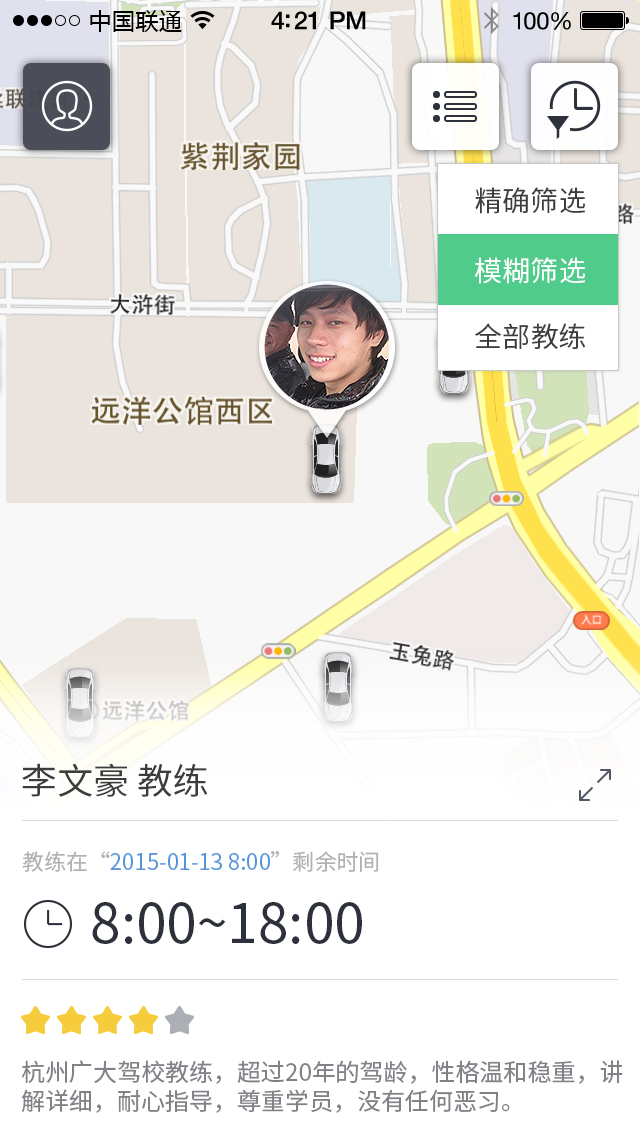 中国联通 4:21 PM 100%
紫荆家园
精确筛选
路
模糊筛选
大浒街
全部教练
远洋公馆西区
入口
玉兔路
远洋公馆
李文豪 教练
教练在“2015-01-13 8:00”剩余时间
8:00~18:00
杭州广大驾校教练，超过20年的驾龄，性格温和稳重，讲
解详细，耐心指导，尊重学员，没有任何恶习。